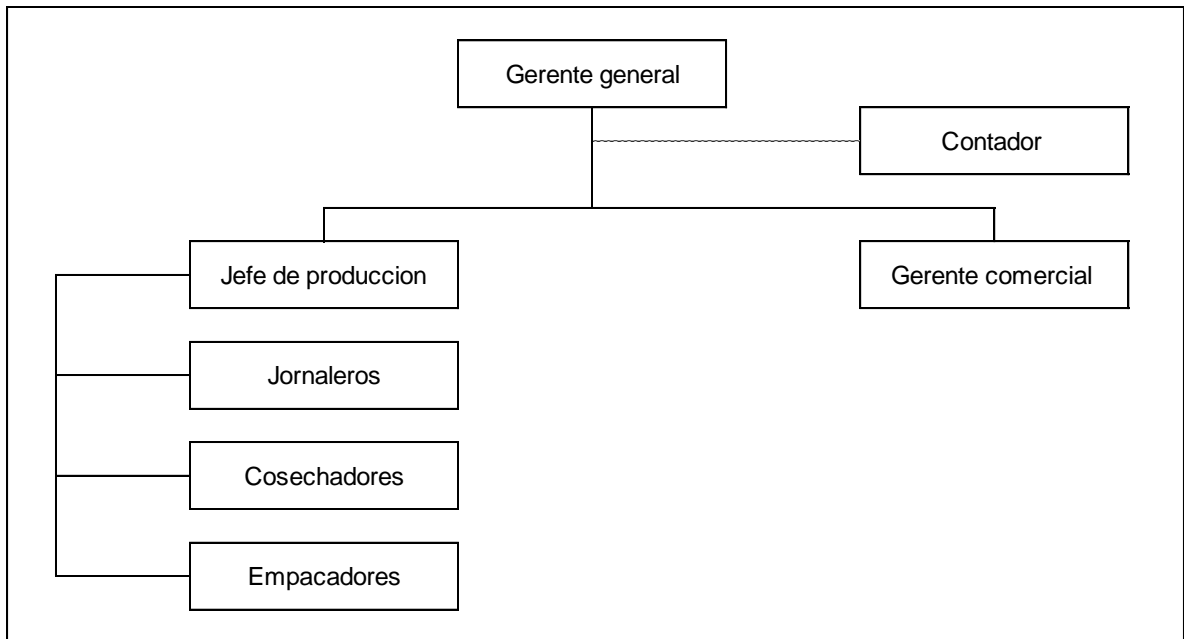 Gerente general
Contador
Jefe de produccion
Gerente comercial
Jornaleros
Cosechadores
Empacadores